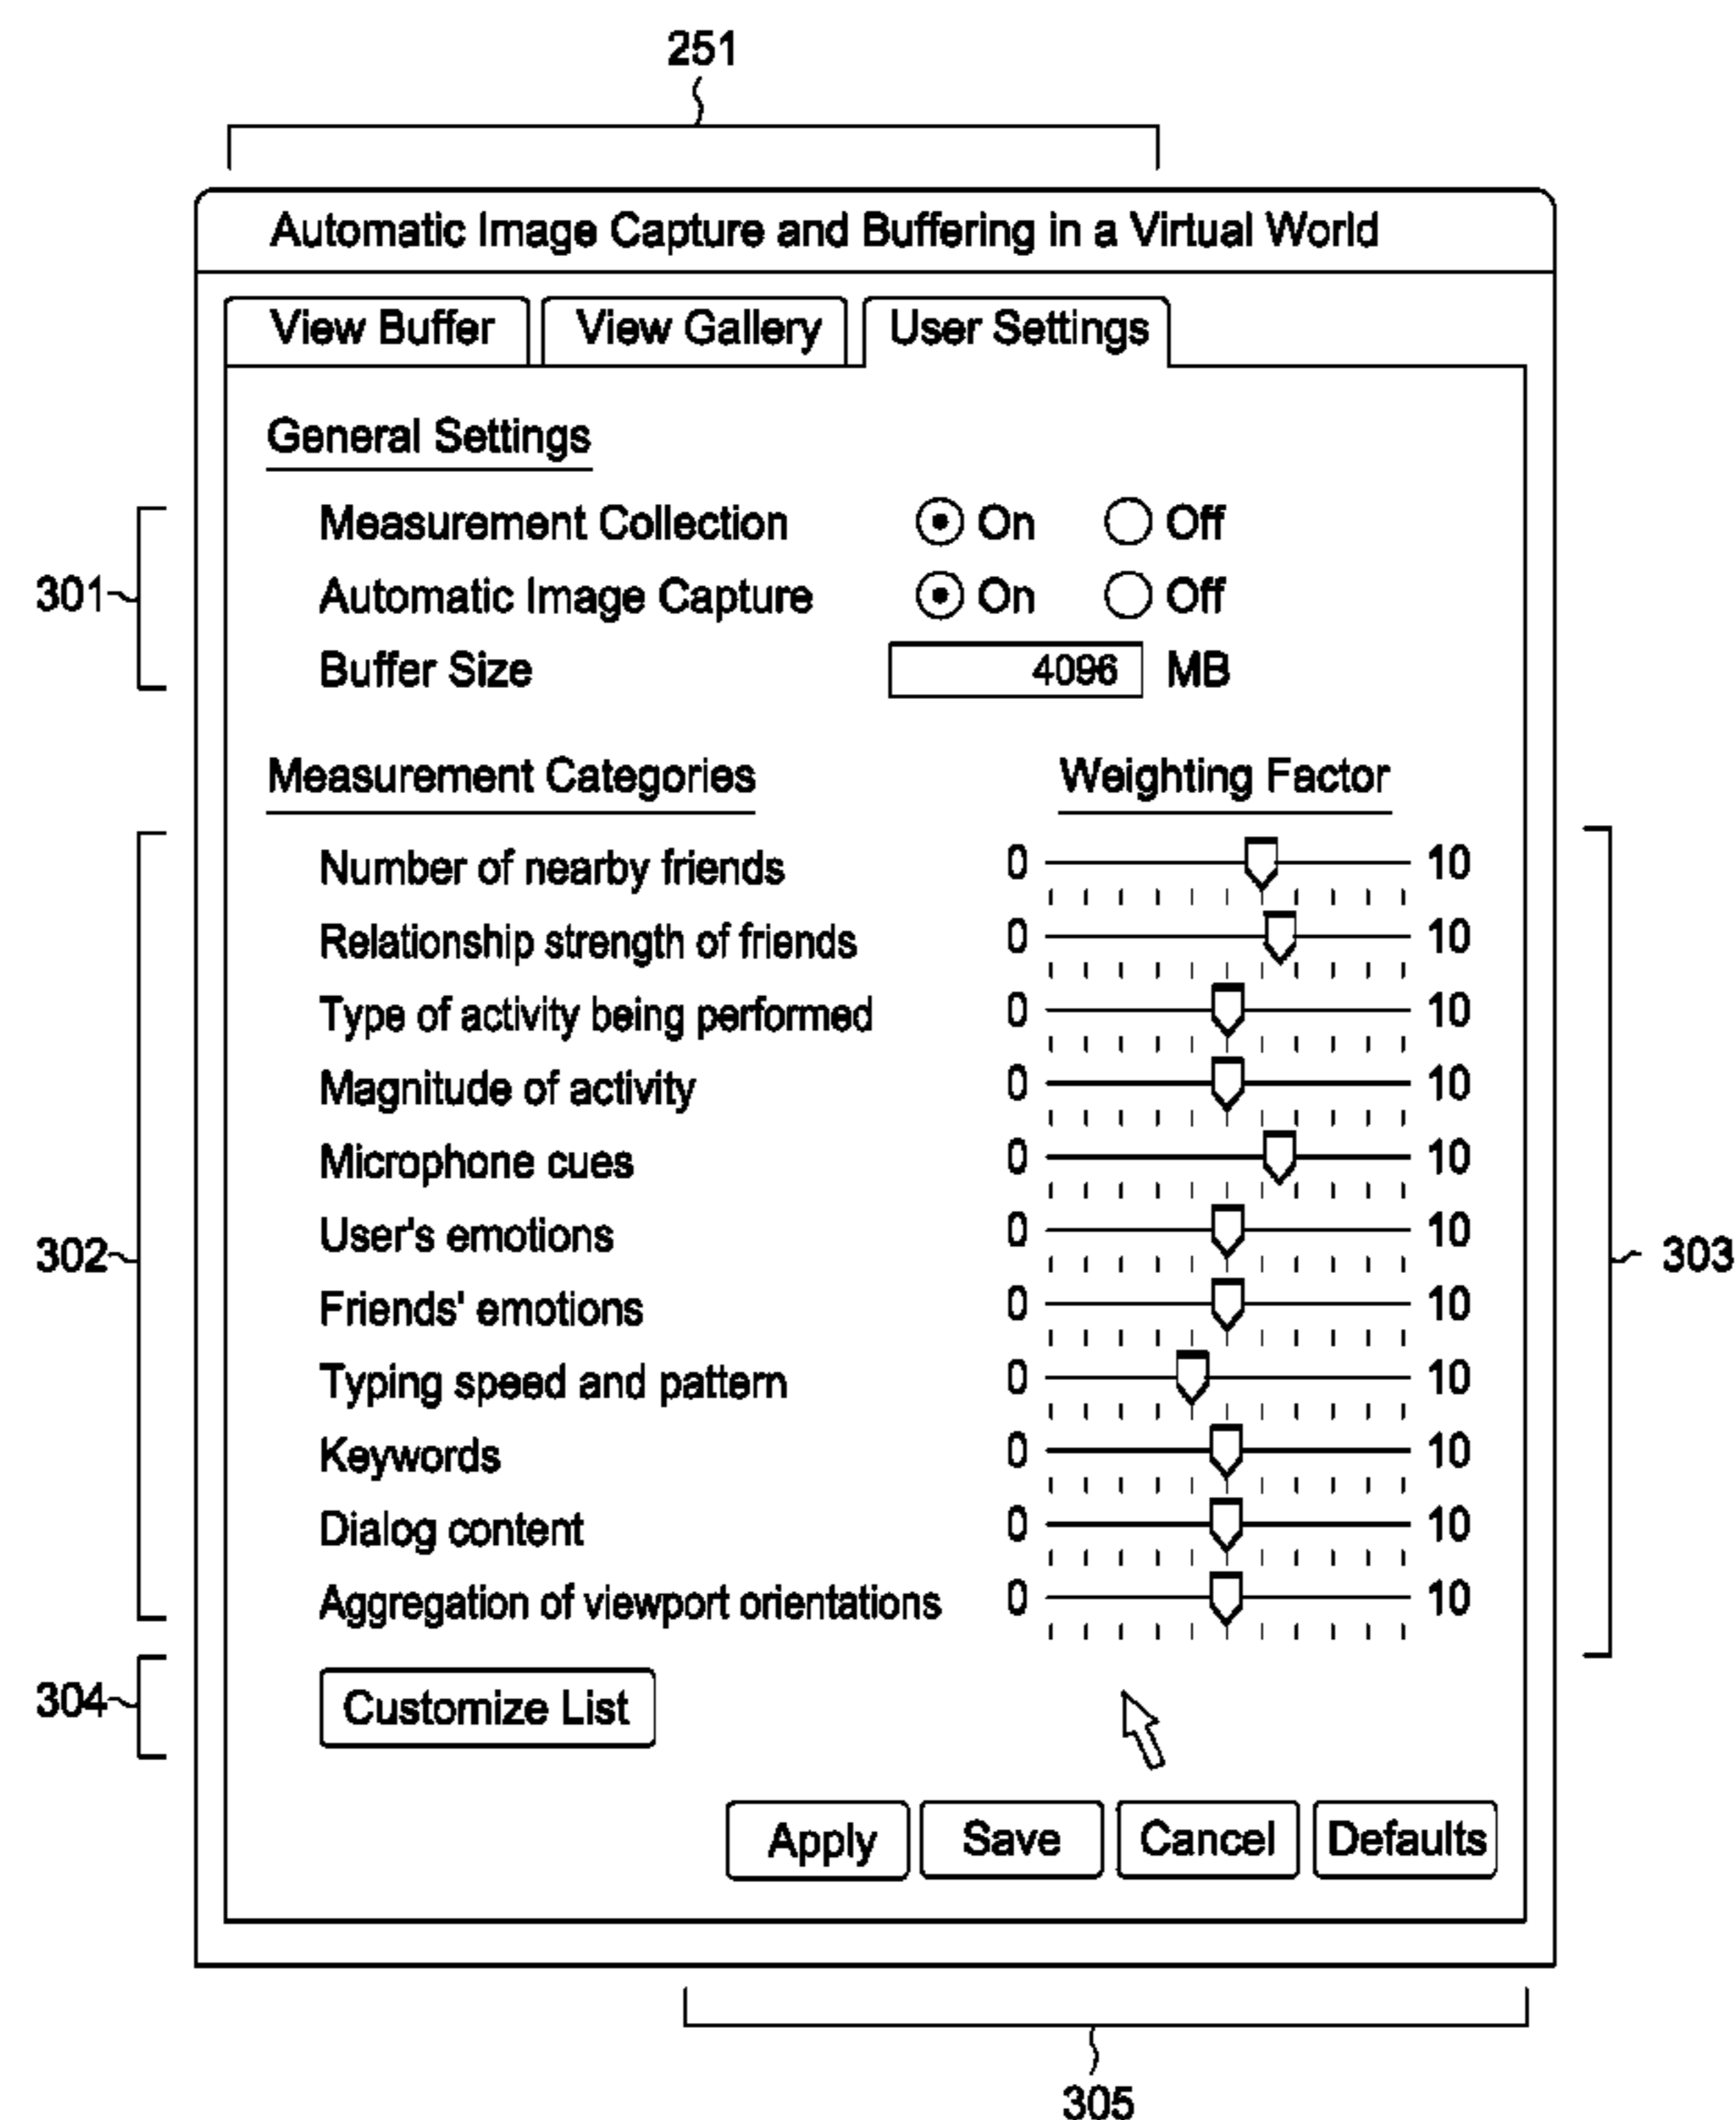 251
Automatic Image Capture and Buffering in a Virtual World
View Buffer View Gallery User Settings
General Settings
Measurement Collection On Off
301
Automatic Image Capture On Off
Buffer Size 4096 MB
Measurement Categories Weighting Factor
Number of nearby friends 0 10
Relationship strength of friends 0 10
Type of activity being performed 0 10
Magnitude of activity 0 10
Microphone cues 0 10
User's emotions 0 10
302
303
Friends' emotions 0 10
Typing speed and pattern 0 10
Keywords 0 10
Dialog content 0 10
Aggregation of viewport orientations 0 10
304
Customize List
Apply Save Cancel Defaults
305